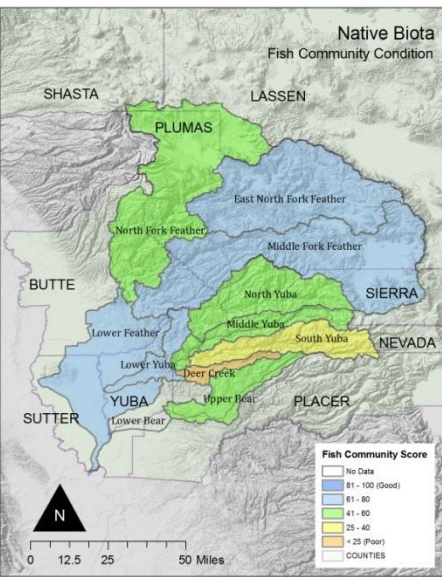 Native Biota
Fish Community Condition
SHASTA
LASSEN
PLUMAS
East North Fork Feather
North Fork Feather
Middle Fork Feather
BUTTE
North Yuba
SIERRA
Lower Feather
Middle Yuba
South Yuba
NEVADA
Lower Yuba
Deer Creek
YUBA
Upper Bear
PLACER
SUTTER
Lower Bear
Fish Community Score
No Data
81 - 100 (Good)
61 - 80
41 - 60
25 - 40
< 25 (Poor)
COUNTIES
N
0 12.5 25 50 Miles